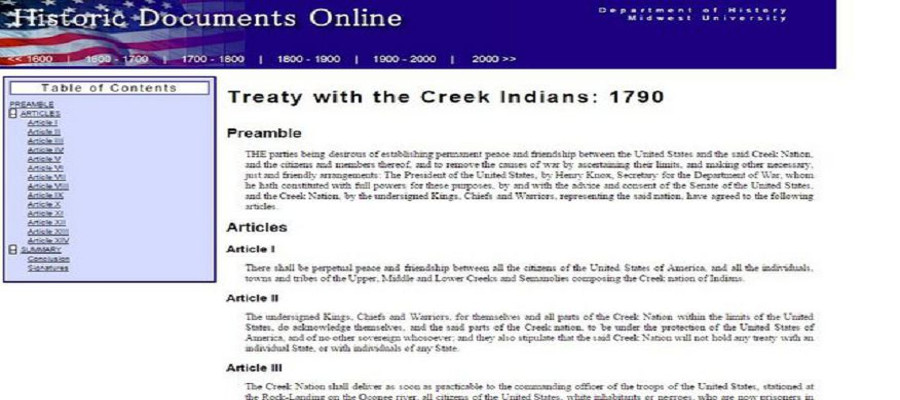 Historic Documents Online
Department of History
Midwest University
<< 1600 | 1600 - 1700 | 1700 - 1800 | 1800 - 1900 | 1900 - 2000 | 2000 >>
Table of Contents
PREAMBLE
ARTICLES
Article I
Article II
Article III
Article IV
Article V
Article VI
Article VII
Article VIII
Article IX
Article X
Article XI
Article XII
Article XIII
Article XIV
SUMMARY
Conclusion
Signatures
Treaty with the Creek Indians: 1790
Preamble
THE parties being desirous of establishing permanent peace and friendship between the United States and the said Creek Nation,
and the citizens and members thereof, and to remove the causes of war by ascertaining their limits, and making other necessary,
just and friendly arrangements: The President of the United States, by Henry Knox, Secretary for the Department of War, whom
he hath constituted with full powers for these purposes, by and with the advice and consent of the Senate of the United States,
and the Creek Nation, by the undersigned Kings, Chiefs and Warriors, representing the said nation, have agreed to the following
articles.
Articles
Article I
There shall be perpetual peace and friendship between all the citizens of the United States of America, and all the individuals,
towns and tribes of the Upper, Middle and Lower Creeks and Semanolies composing the Creek nation of Indians.
Article II
The undersigned Kings, Chiefs and Warriors, for themselves and all parts of the Creek Nation within the limits of the United
States, do acknowledge themselves, and the said parts of the Creek nation, to be under the protection of the United States of
America, and of no other sovereign whosoever; and they also stipulate that the said Creek Nation will not hold any treaty with an
individual State, or with individuals of any State.
Article III
The Creek Nation shall deliver as soon as practicable to the commanding officer of the troops of the United States, stationed at
the Rock-Landing on the Oconee river, all citizens of the United States, white inhabitants or negroes, who are now prisoners in